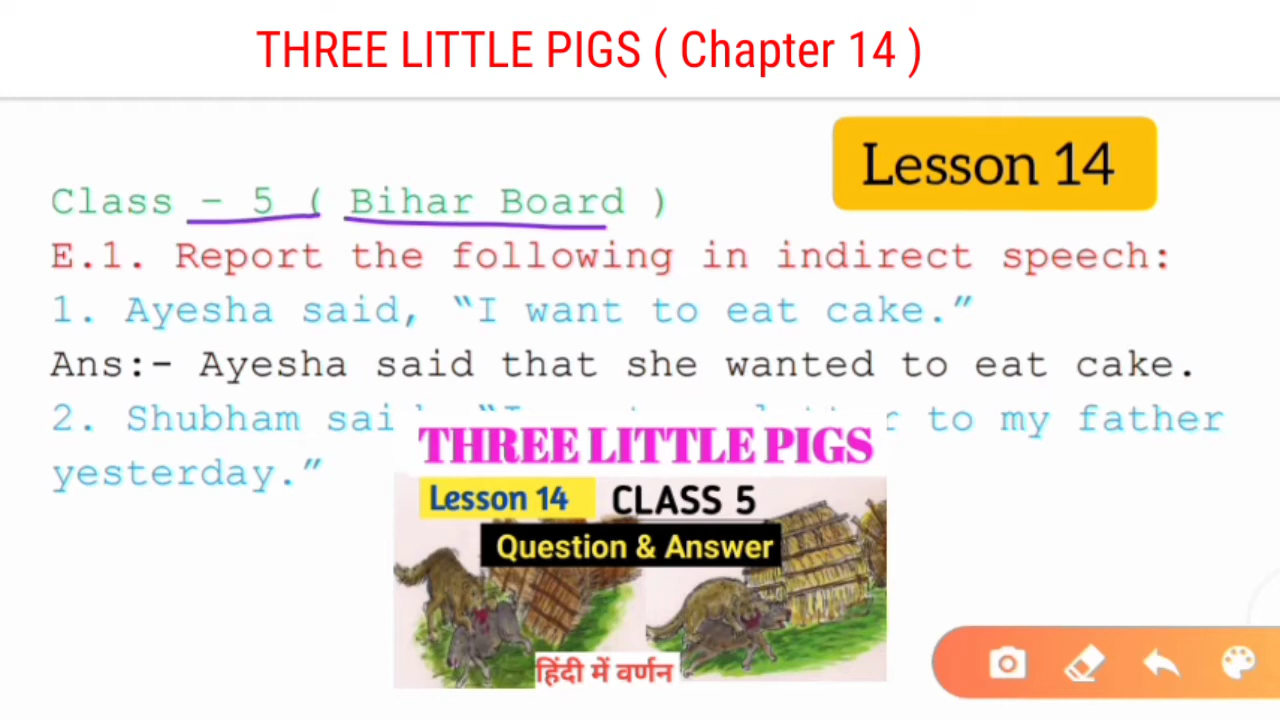 THREE LITTLE PIGS ( Chapter 14 )
Lesson 14
Class – 5 ( Bihar Board )
E.1. Report the following in indirect speech:
1. Ayesha said, “I want to eat cake.”
Ans:- Ayesha said that she wanted to eat cake.
2. Shubham “I to my father
yesterday.”
THREE LITTLE PIGS
Lesson 14 CLASS 5
Question & Answer
हिंदी में वर्णन